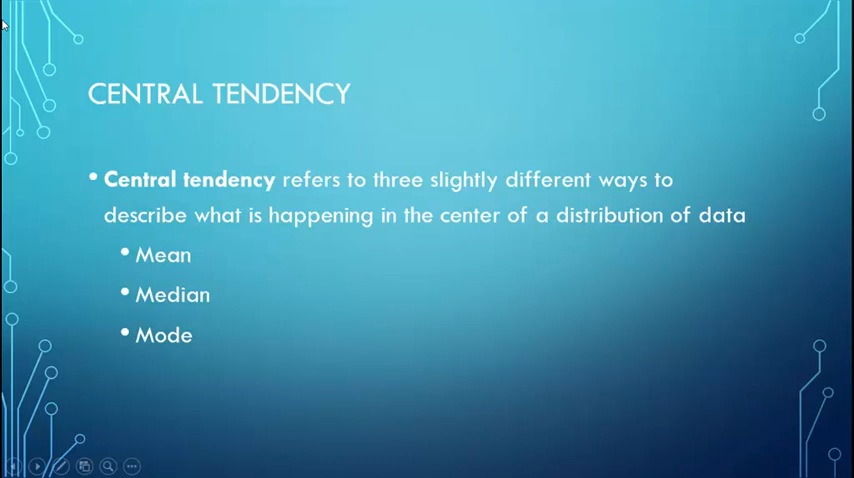 CENTRAL TENDENCY
• Central tendency refers to three slightly different ways to
describe what is happening in the center of a distribution of data
• Mean
• Median
• Mode